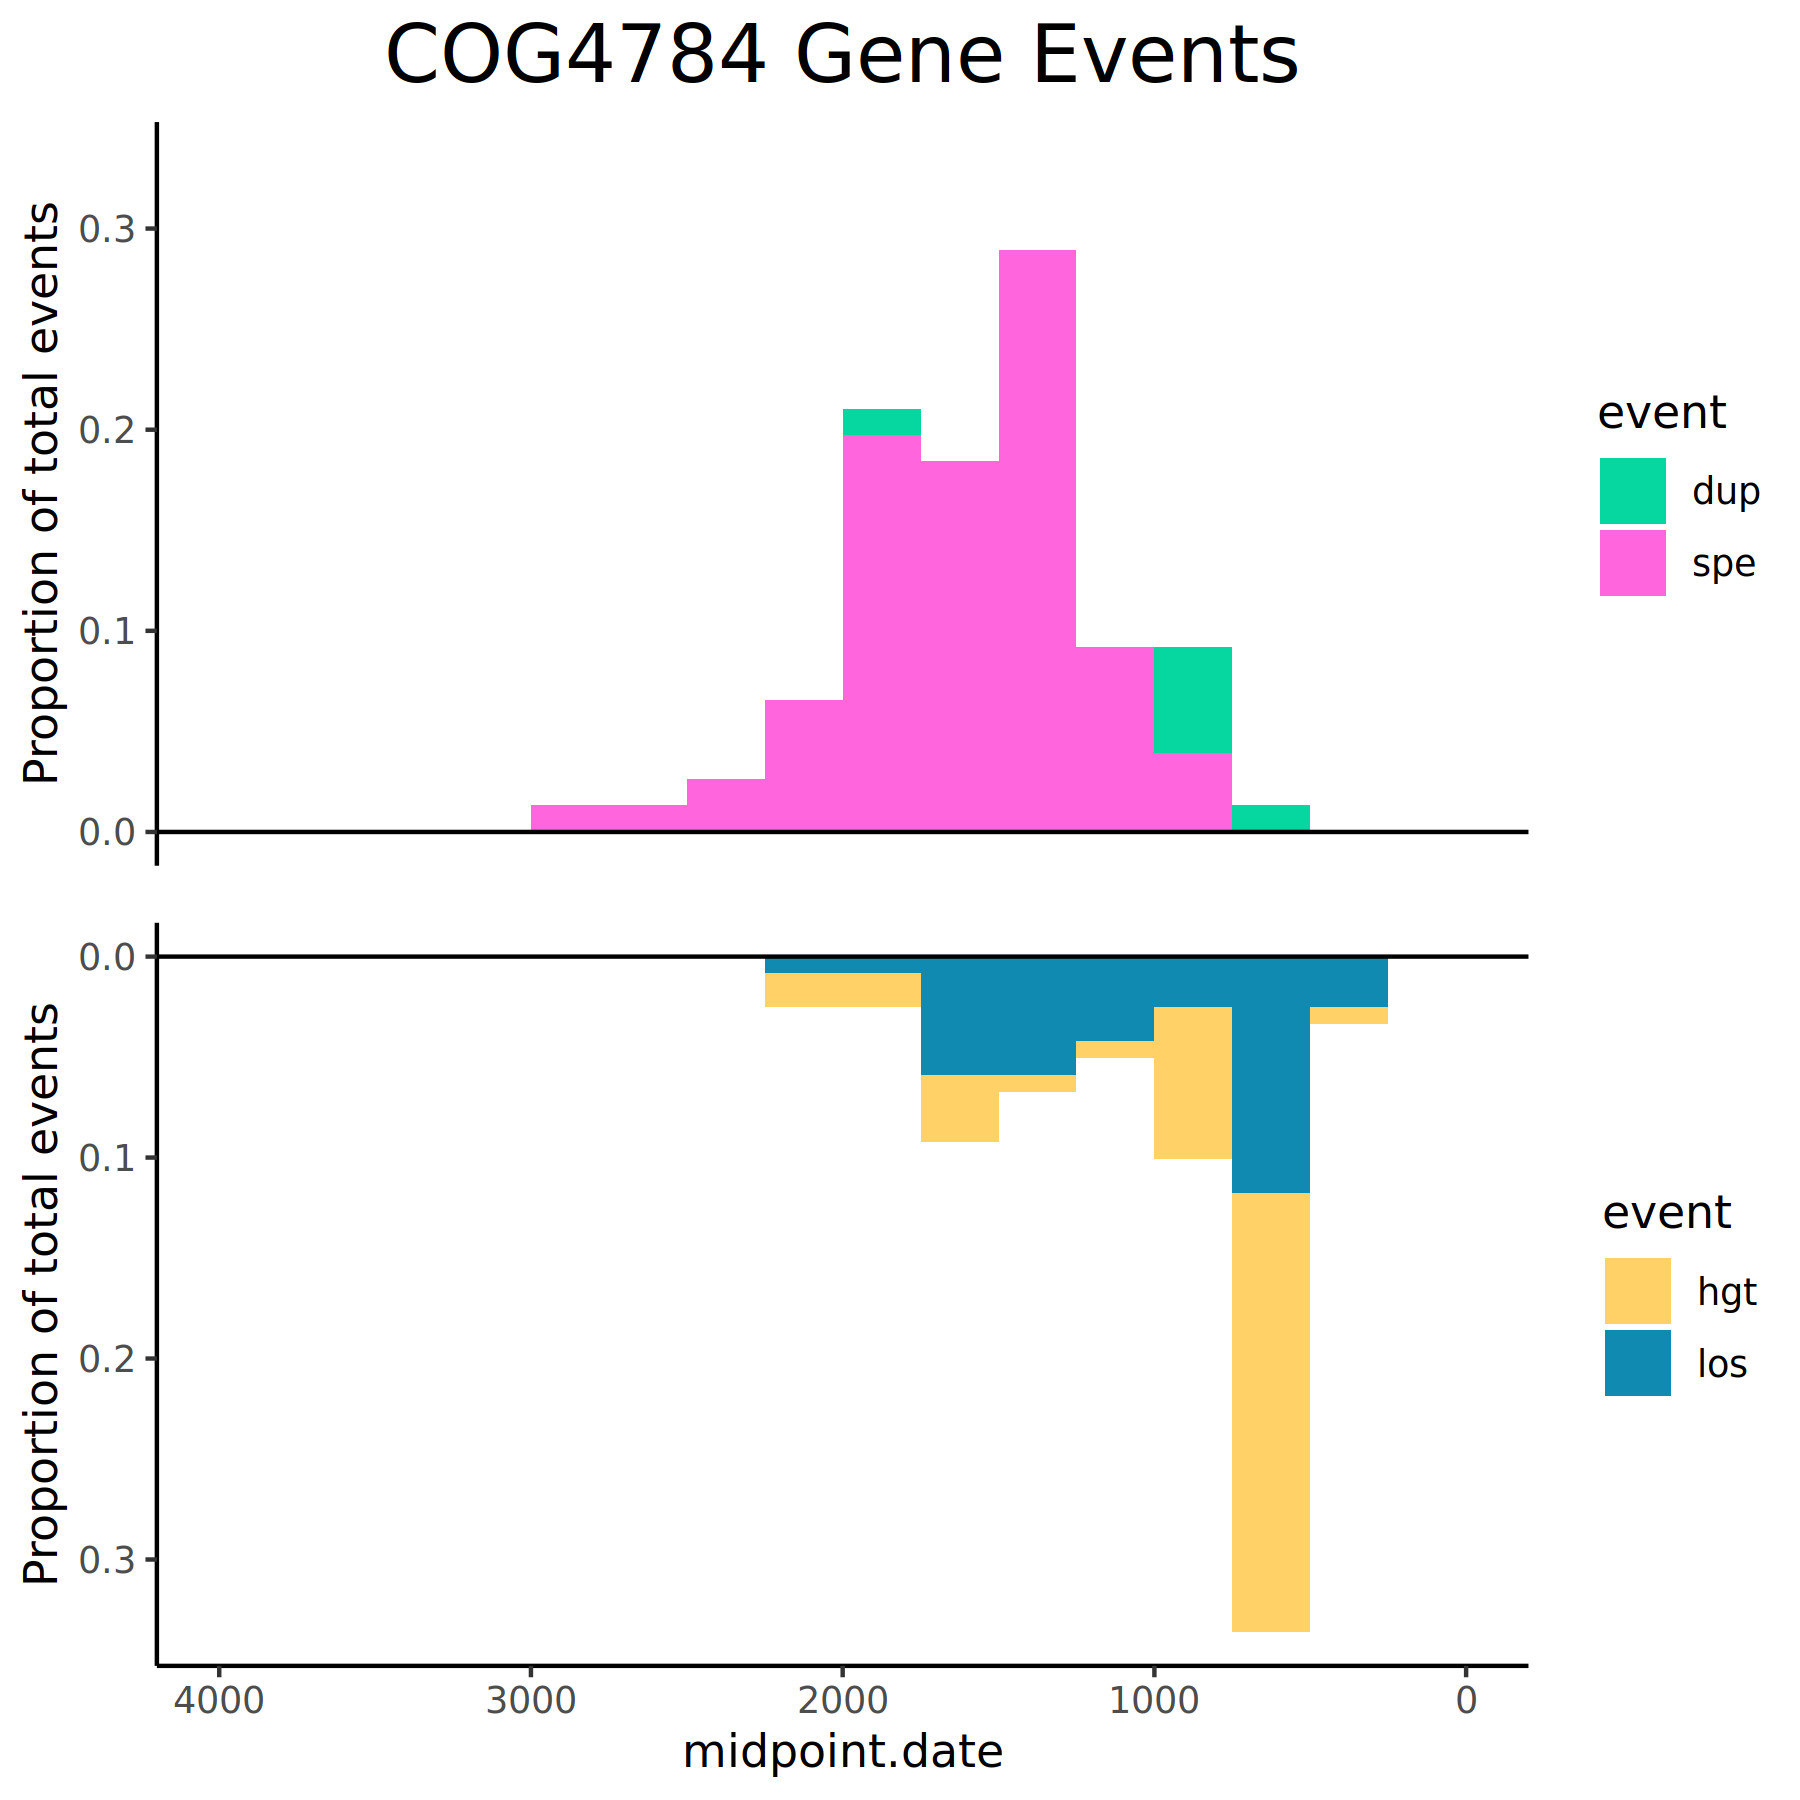 COG4784 Gene Events
Proportion of total events
0.3
0.2
0.1
0.0
event
dup
spe
Proportion of total events
0.0
0.1
0.2
0.3
event
hgt
los
4000 3000 2000 1000 0
midpoint.date